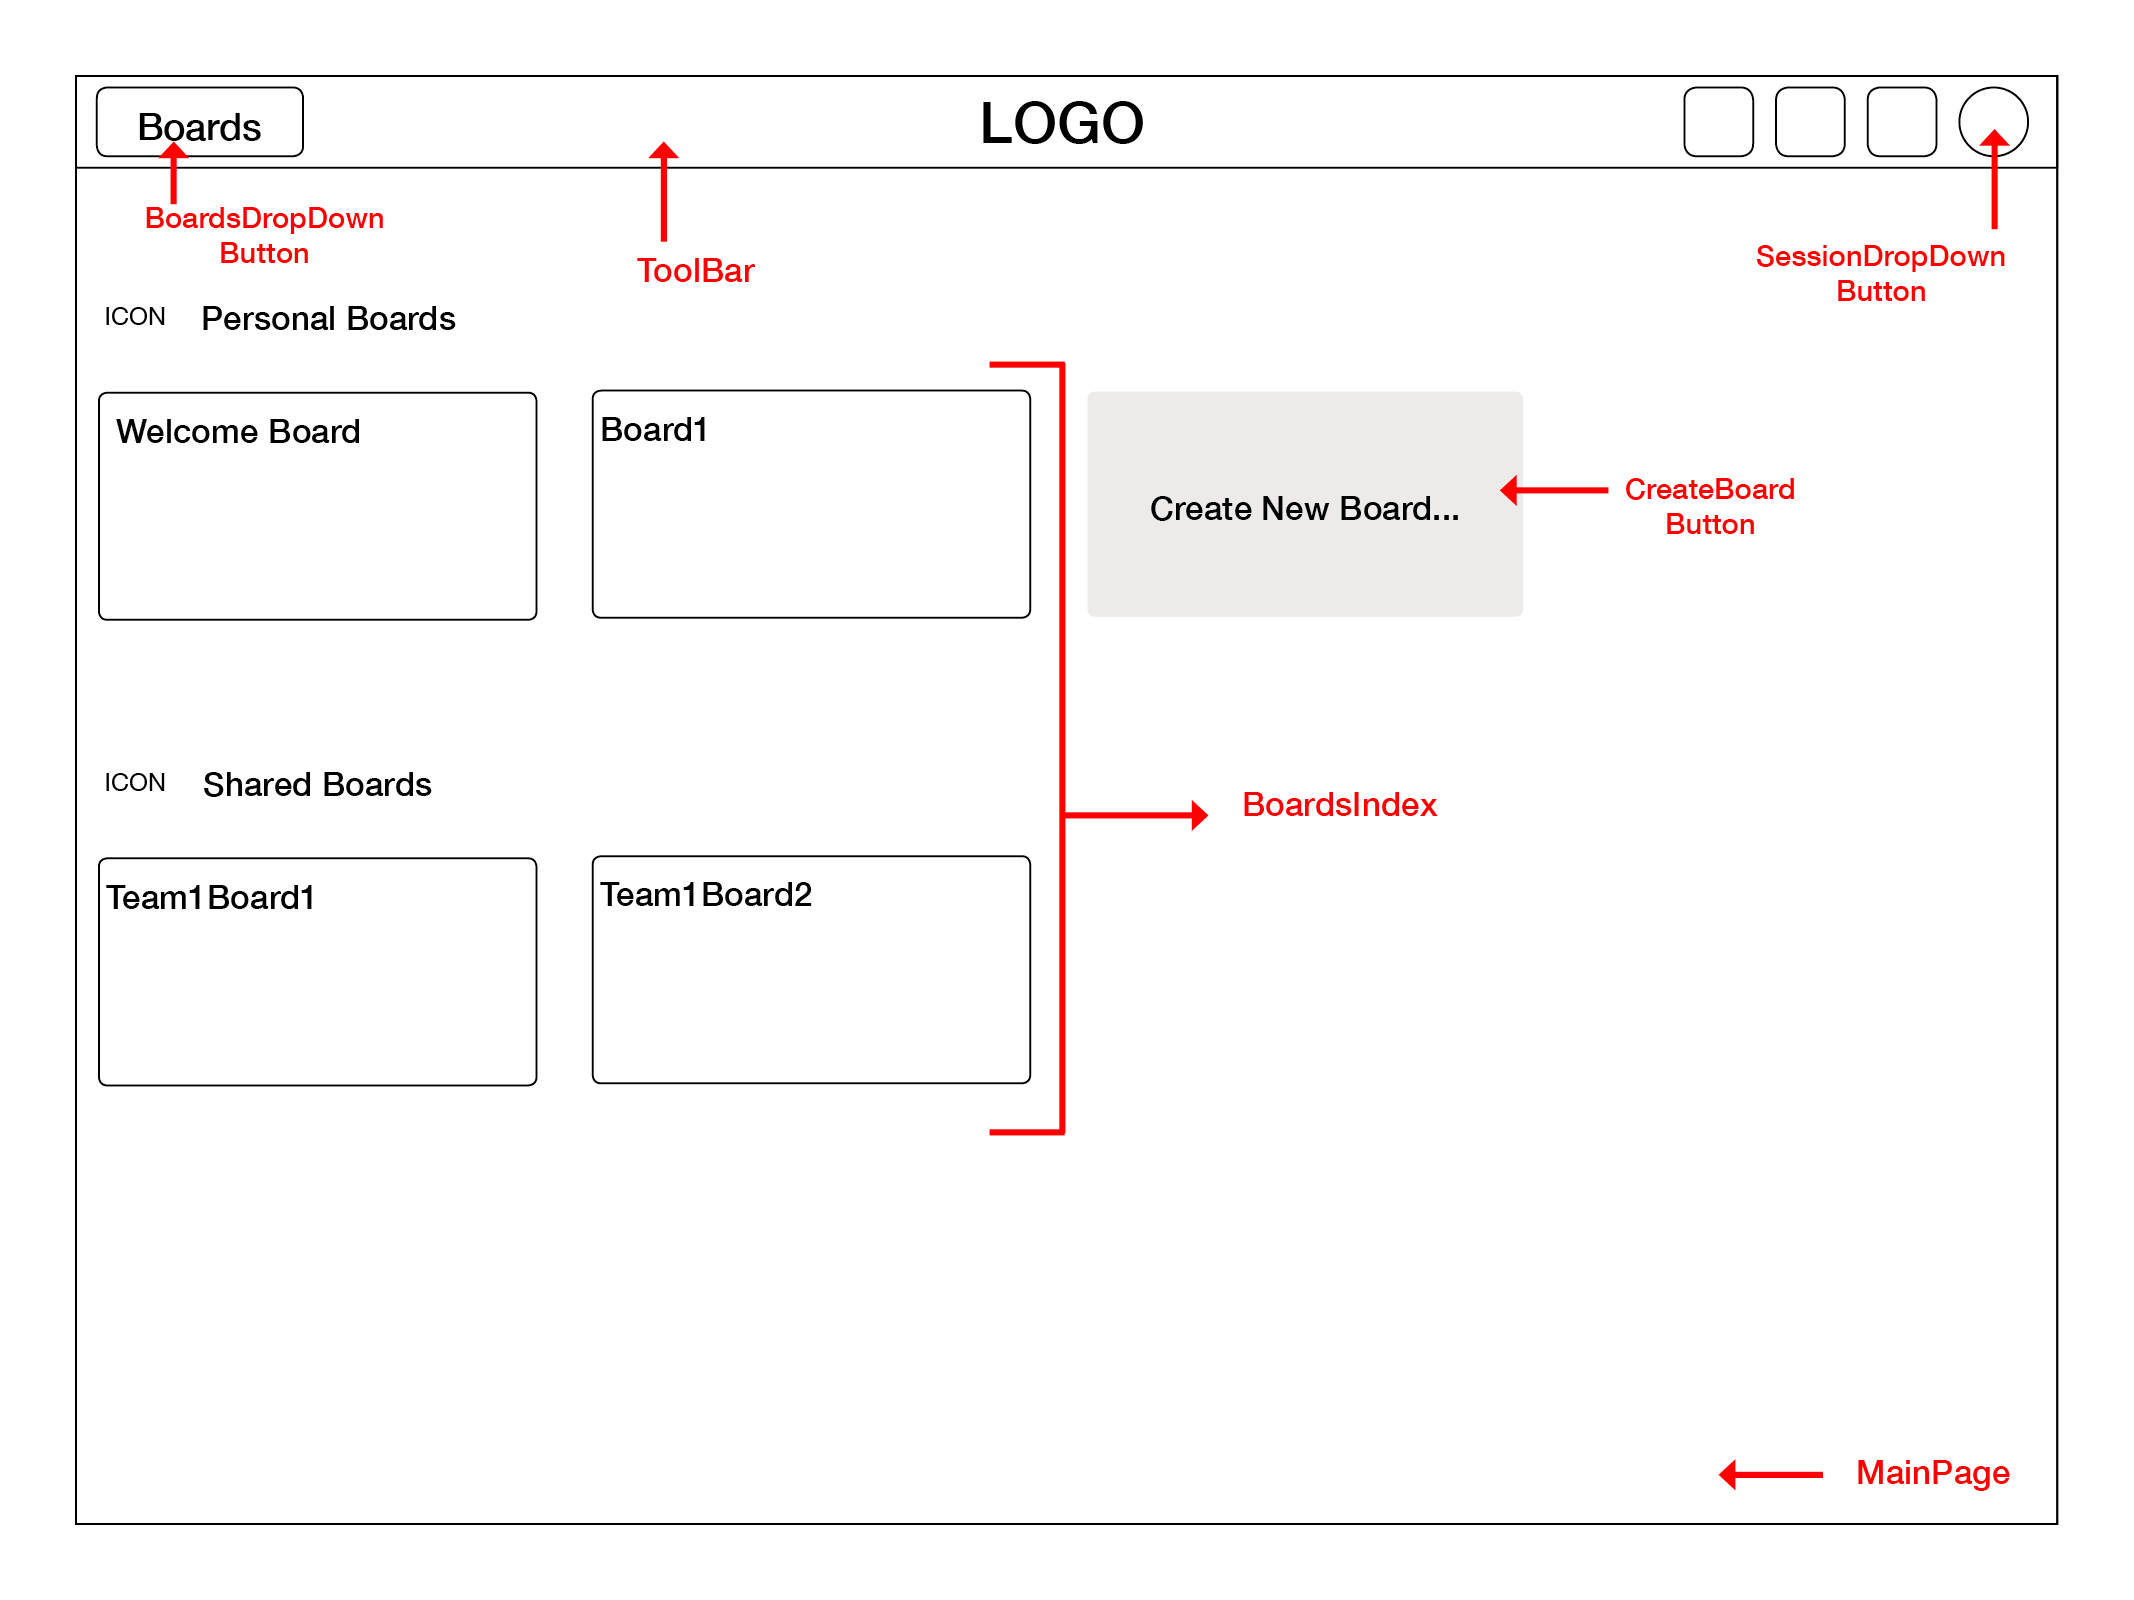 Boards
LOGO
BoardsDropDown
Button
ToolBar
SessionDropDown
Button
ICON
Personal Boards
Welcome Board
Board1
Create New Board...
CreateBoard
Button
ICON
Shared Boards
BoardsIndex
Team1Board1
Team1Board2
MainPage